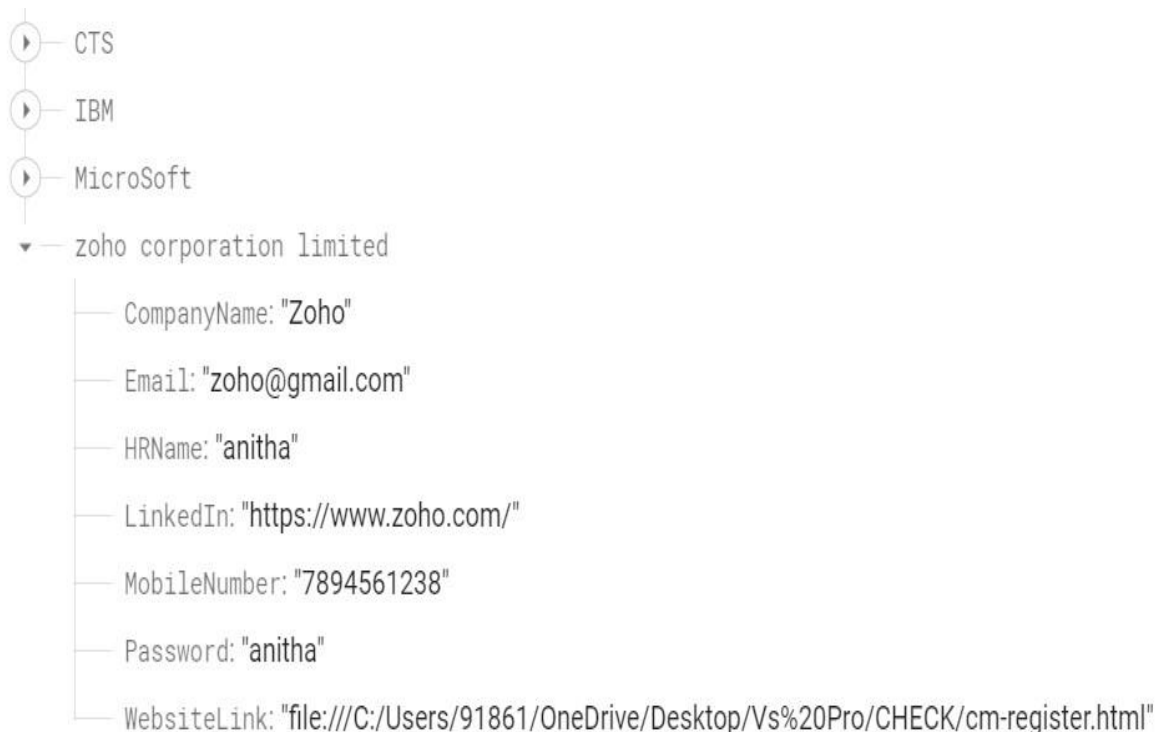 CTS
IBM
MicroSoft
zoho corporation limited
CompanyName: "Zoho"
Email: "zoho@gmail.com"
HRName: "anitha"
LinkedIn: "https://www.zoho.com/"
MobileNumber: "7894561238"
Password: "anitha"
WebsiteLink: "file:///C:/Users/91861/OneDrive/Desktop/Vs%20Pro/CHECK/cm-register.html"